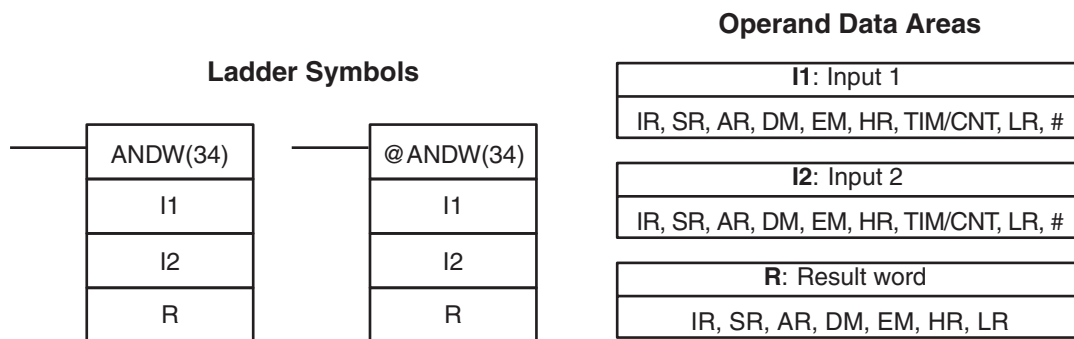 Ladder Symbols
ANDW(34)
I1
I2
R
@ANDW(34)
I1
I2
R
Operand Data Areas
I1: Input 1
IR, SR, AR, DM, EM, HR, TIM/CNT, LR, #
I2: Input 2
IR, SR, AR, DM, EM, HR, TIM/CNT, LR, #
R: Result word
IR, SR, AR, DM, EM, HR, LR